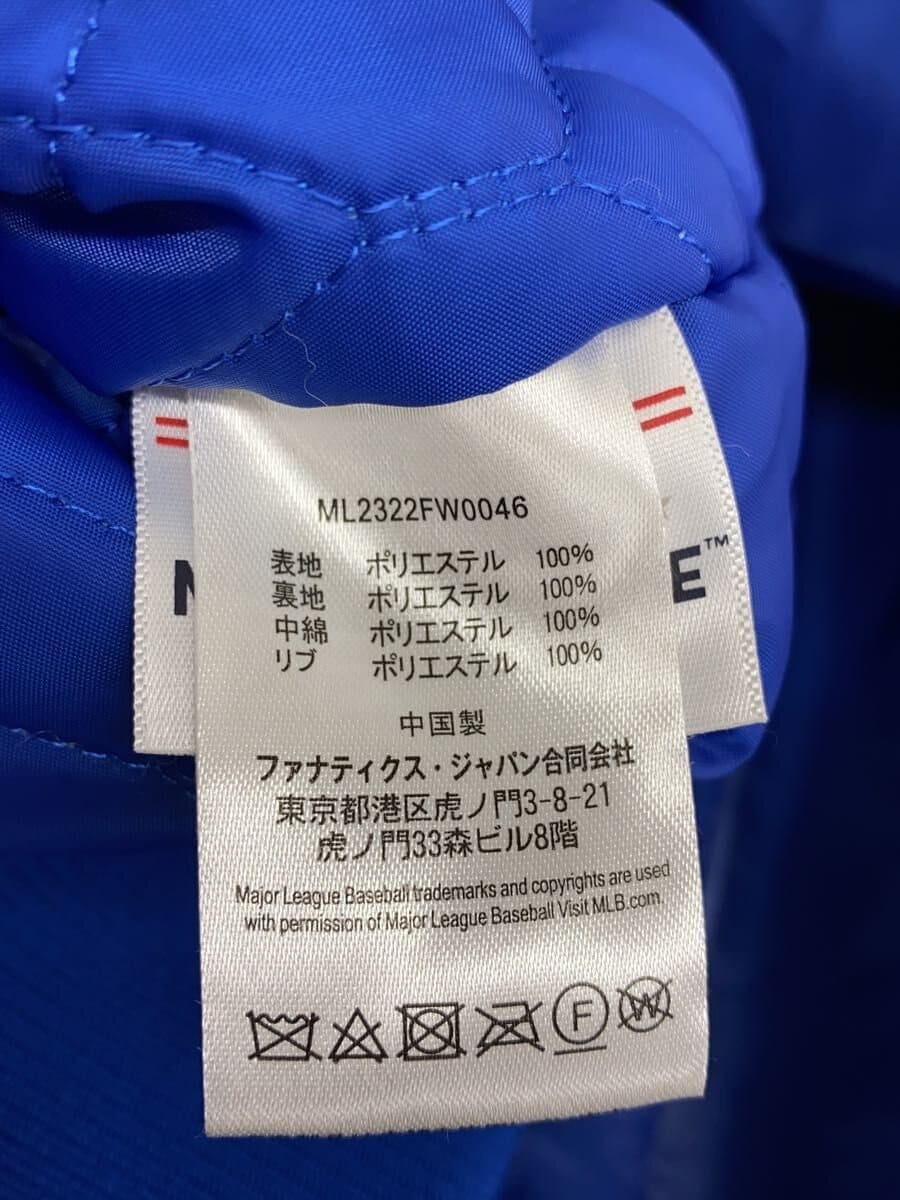 ML2322FW0046
表地 ポリエステル 100%
裏地 ポリエステル 100%
中綿 ポリエステル 100%
リブ ポリエステル 100%
中国製
ファナティクス・ジャパン合同会社
東京都港区虎ノ門3-8-21
虎ノ門33森ビル8階
Major League Baseball trademarks and copyrights are used
with permission of Major League Baseball Visit MLB.com.
F
W